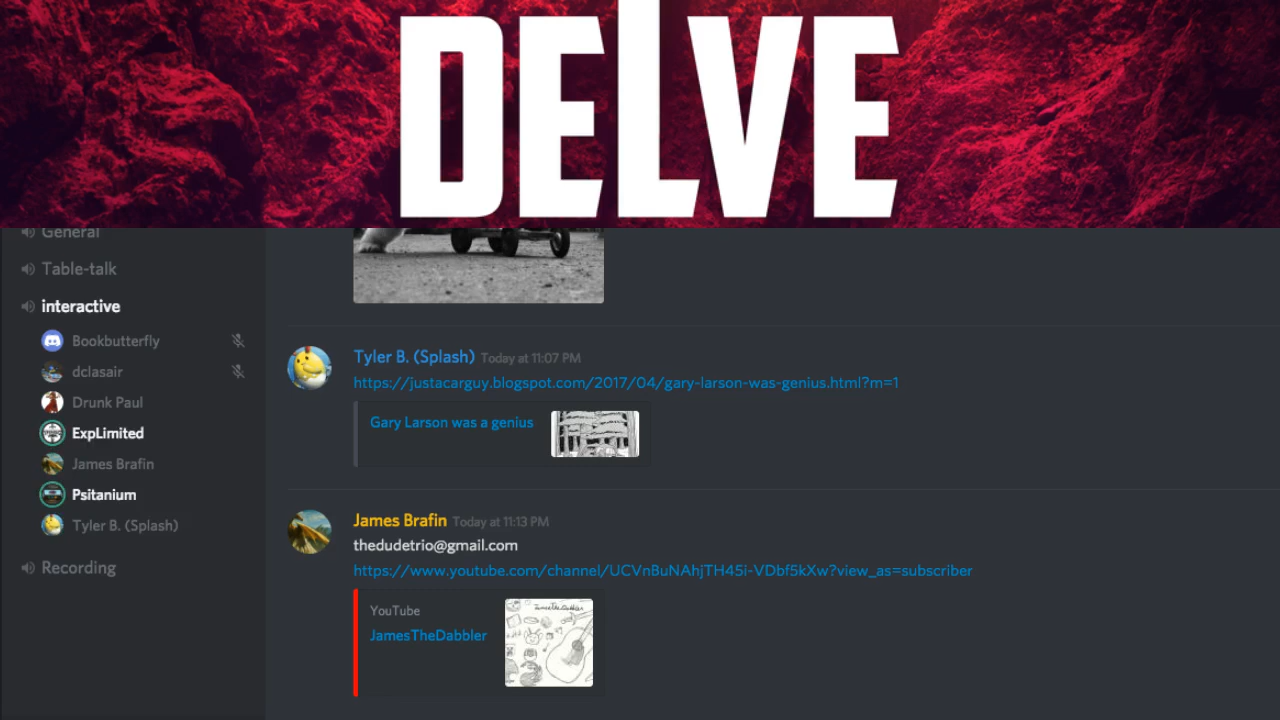 DELVE
General
Table-talk
interactive
Bookbutterfly
dclasair
Drunk Paul
ExpLimited
James Brafin
Psitanium
Tyler B. (Splash)
Recording
Tyler B. (Splash) Today at 11:07 PM
https://justacarguy.blogspot.com/2017/04/gary-larson-was-genius.html?m=1
Gary Larson was a genius
James Brafin Today at 11:13 PM
thedudetrio@gmail.com
https://www.youtube.com/channel/UCVnBuNAhjTH45i-VDbf5kXw?view_as=subscriber
YouTube
JamesTheDabbler
JamesTheDabbler